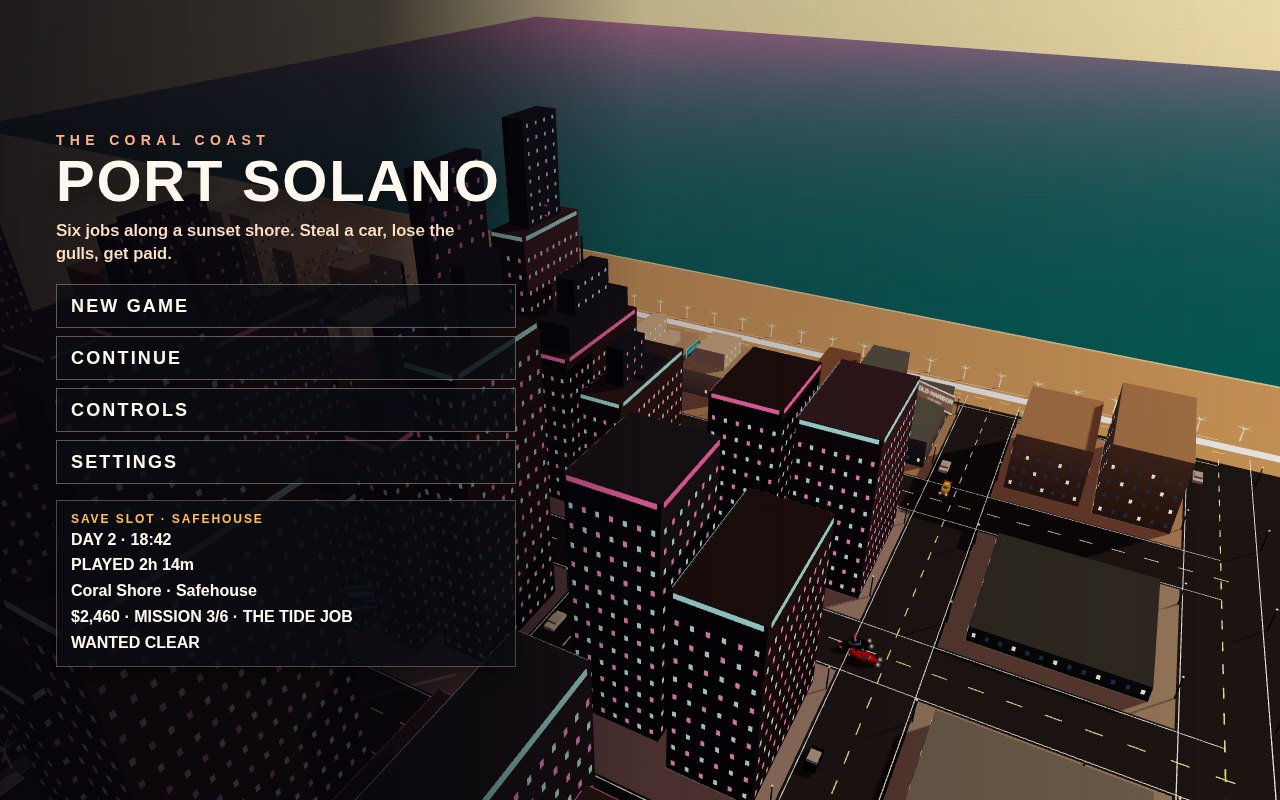 THE CORAL COAST
PORT SOLANO
Six jobs along a sunset shore. Steal a car, lose the
gulls, get paid.
NEW GAME
CONTINUE
CONTROLS
SETTINGS
SAVE SLOT · SAFEHOUSE
DAY 2 · 18:42
PLAYED 2h 14m
Coral Shore · Safehouse
$2,460 · MISSION 3/6 · THE TIDE JOB
WANTED CLEAR
OLD HARBOR